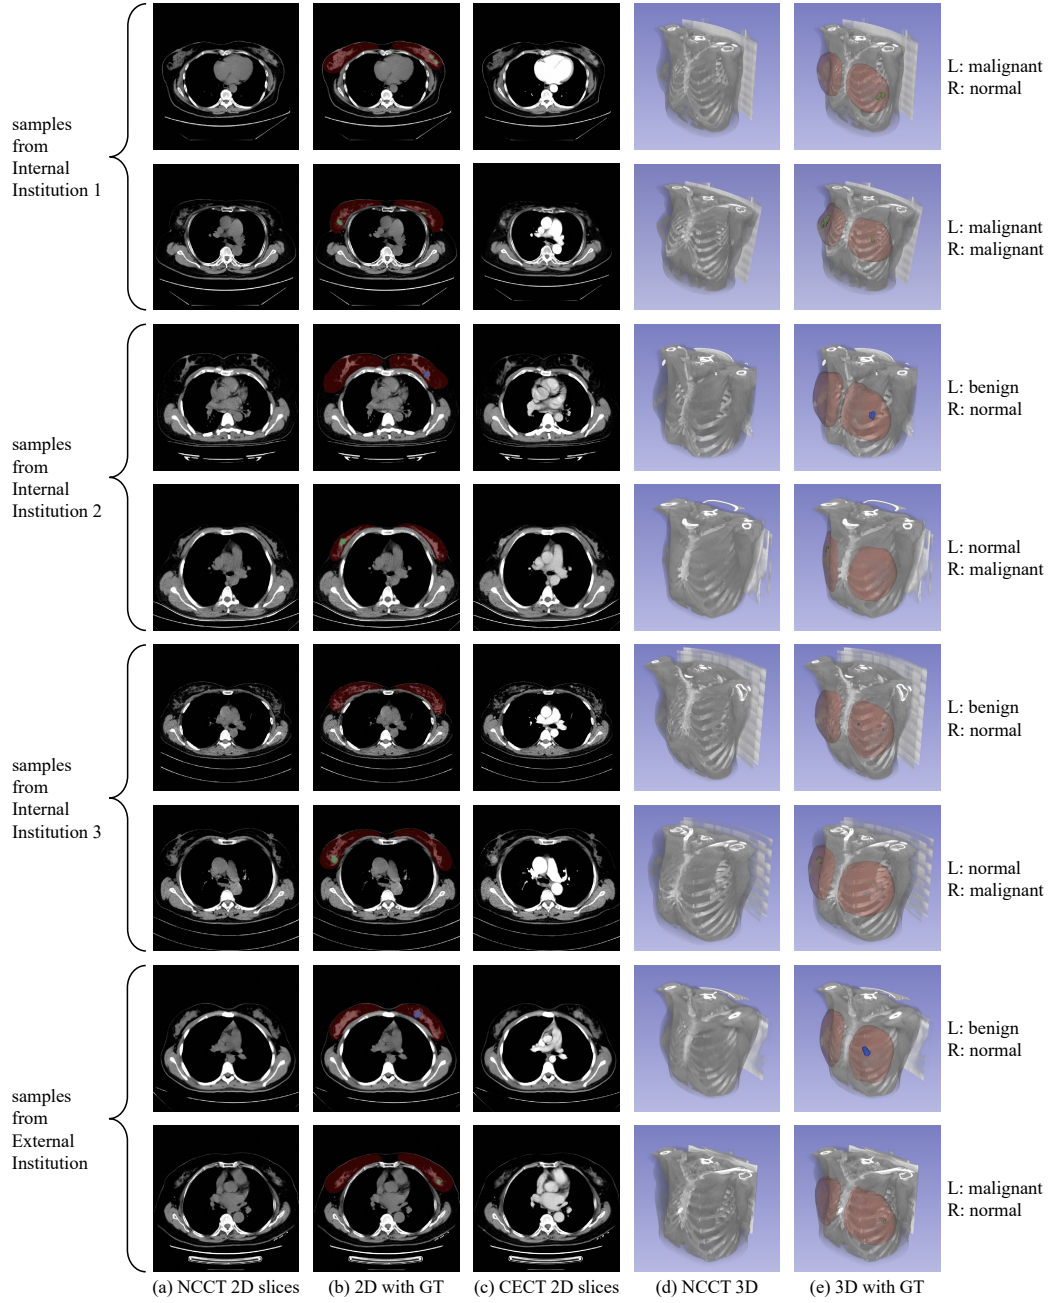 L: malignant
R: normal
samples
from
Internal
Institution 1
L: malignant
R: malignant
L: benign
R: normal
samples
from
Internal
Institution 2
L: normal
R: malignant
L: benign
R: normal
samples
from
Internal
Institution 3
L: normal
R: malignant
L: benign
R: normal
samples
from
External
Institution
L: malignant
R: normal
(a) NCCT 2D slices (b) 2D with GT (c) CECT 2D slices (d) NCCT 3D (e) 3D with GT